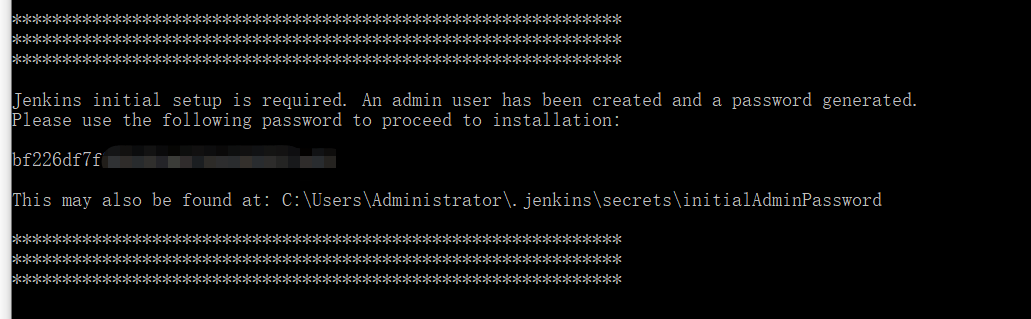 *************************************************************
*************************************************************
*************************************************************
Jenkins initial setup is required. An admin user has been created and a password generated.
Please use the following password to proceed to installation:
bf226df7f
This may also be found at: C:\Users\Administrator\.jenkins\secrets\initialAdminPassword
*************************************************************
*************************************************************
*************************************************************